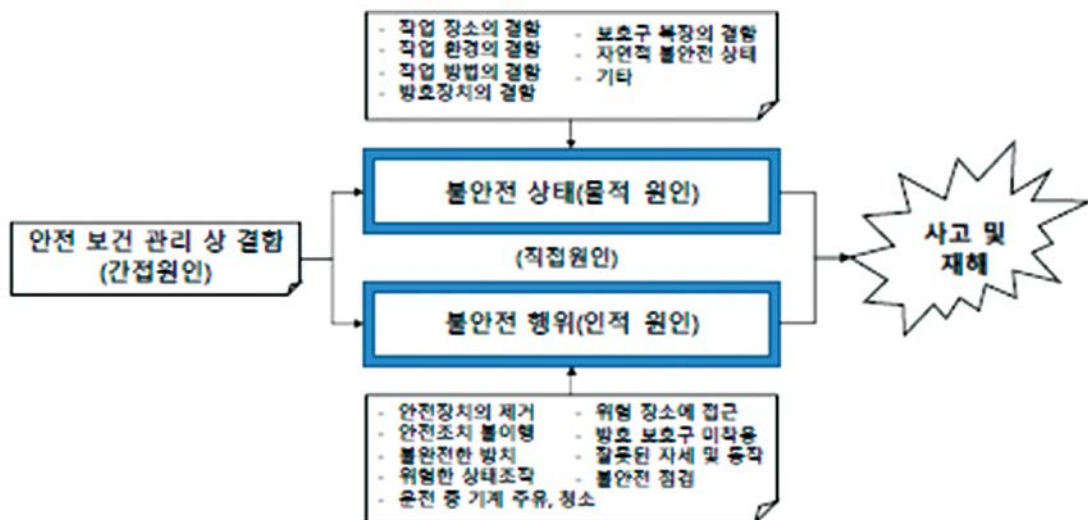 - 작업 장소의 결함
- 작업 환경의 결함
- 작업 방법의 결함
- 방호장치의 결함
- 보호구 복장의 결함
- 자연적 불안전 상태
- 기타
불안전 상태(물적 원인)
안전 보건 관리 상 결함
(간접원인)
(직접원인)
사고 및
재해
불안전 행위(인적 원인)
- 안전장치의 제거
- 안전조치 불이행
- 불완전한 방치
- 위험한 상태조작
- 운전 중 기계 주유, 청소
- 위험 장소에 접근
- 방호 보호구 미착용
- 잘못된 자세 및 동작
- 불안전 점검